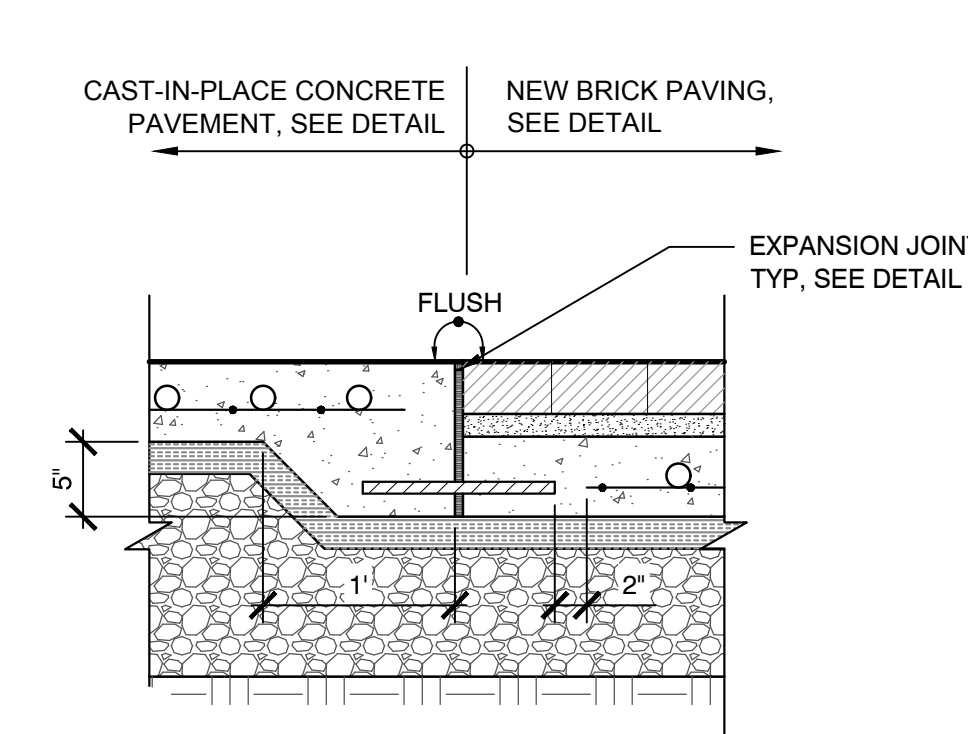 CAST-IN-PLACE CONCRETE
PAVEMENT, SEE DETAIL
NEW BRICK PAVING,
SEE DETAIL
EXPANSION JOINT
TYP, SEE DETAIL
FLUSH
5"
1'
2"